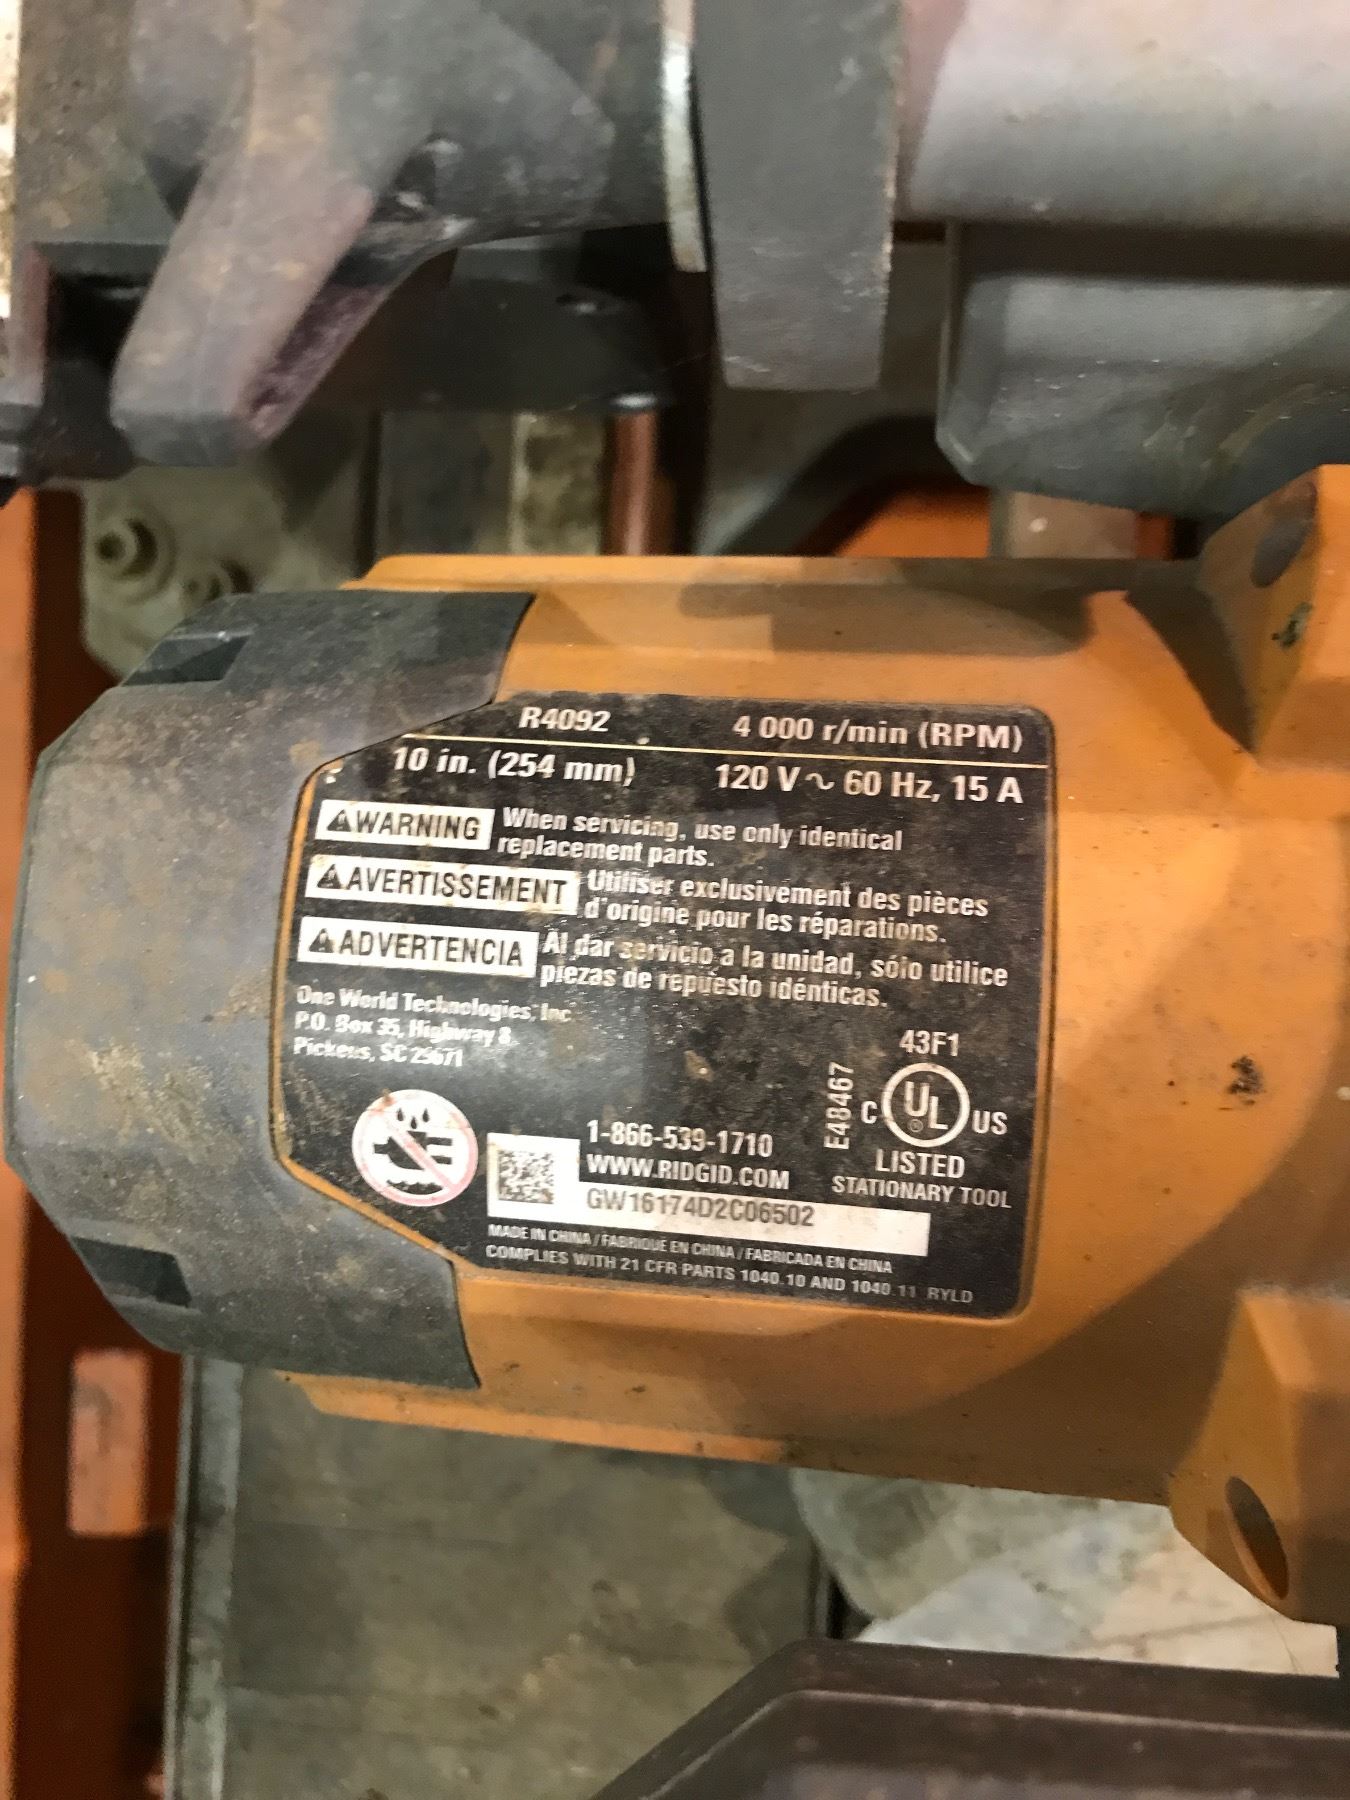 R4092 4 000 r/min (RPM)
10 in. (254 mm) 120 V ~ 60 Hz, 15 A
WARNING When servicing, use only identical
replacement parts.
AVERTISSEMENT Utiliser exclusivement des pièces
d'origine pour les réparations.
ADVERTENCIA Al dar servicio a la unidad, sólo utilice
piezas de repuesto idénticas.
One World Technologies, Inc
P.O. Box 35, Highway 8
Pickens, SC 29671
43F1
E48467
C UL ® US
LISTED
STATIONARY TOOL
1-866-539-1710
WWW.RIDGID.COM
GW16174D2C06502
MADE IN CHINA / FABRIQUÉ EN CHINA / FABRICADA EN CHINA
COMPLIES WITH 21 CFR PARTS 1040.10 AND 1040.11 RYLD